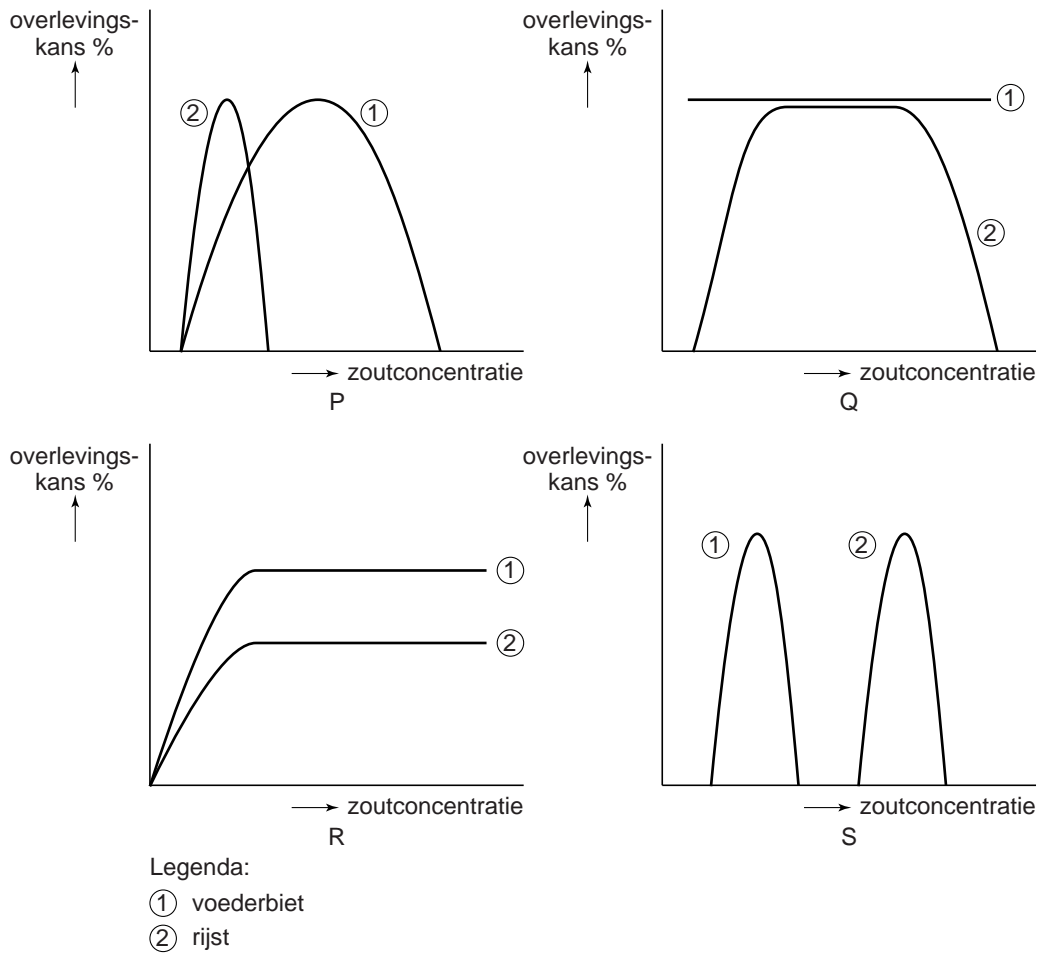 overlevings-
kans %
②
①
zoutconcentratie
P
overlevings-
kans %
①
②
zoutconcentratie
Q
overlevings-
kans %
①
②
zoutconcentratie
R
overlevings-
kans %
①
②
zoutconcentratie
S
Legenda:
① voederbiet
② rijst